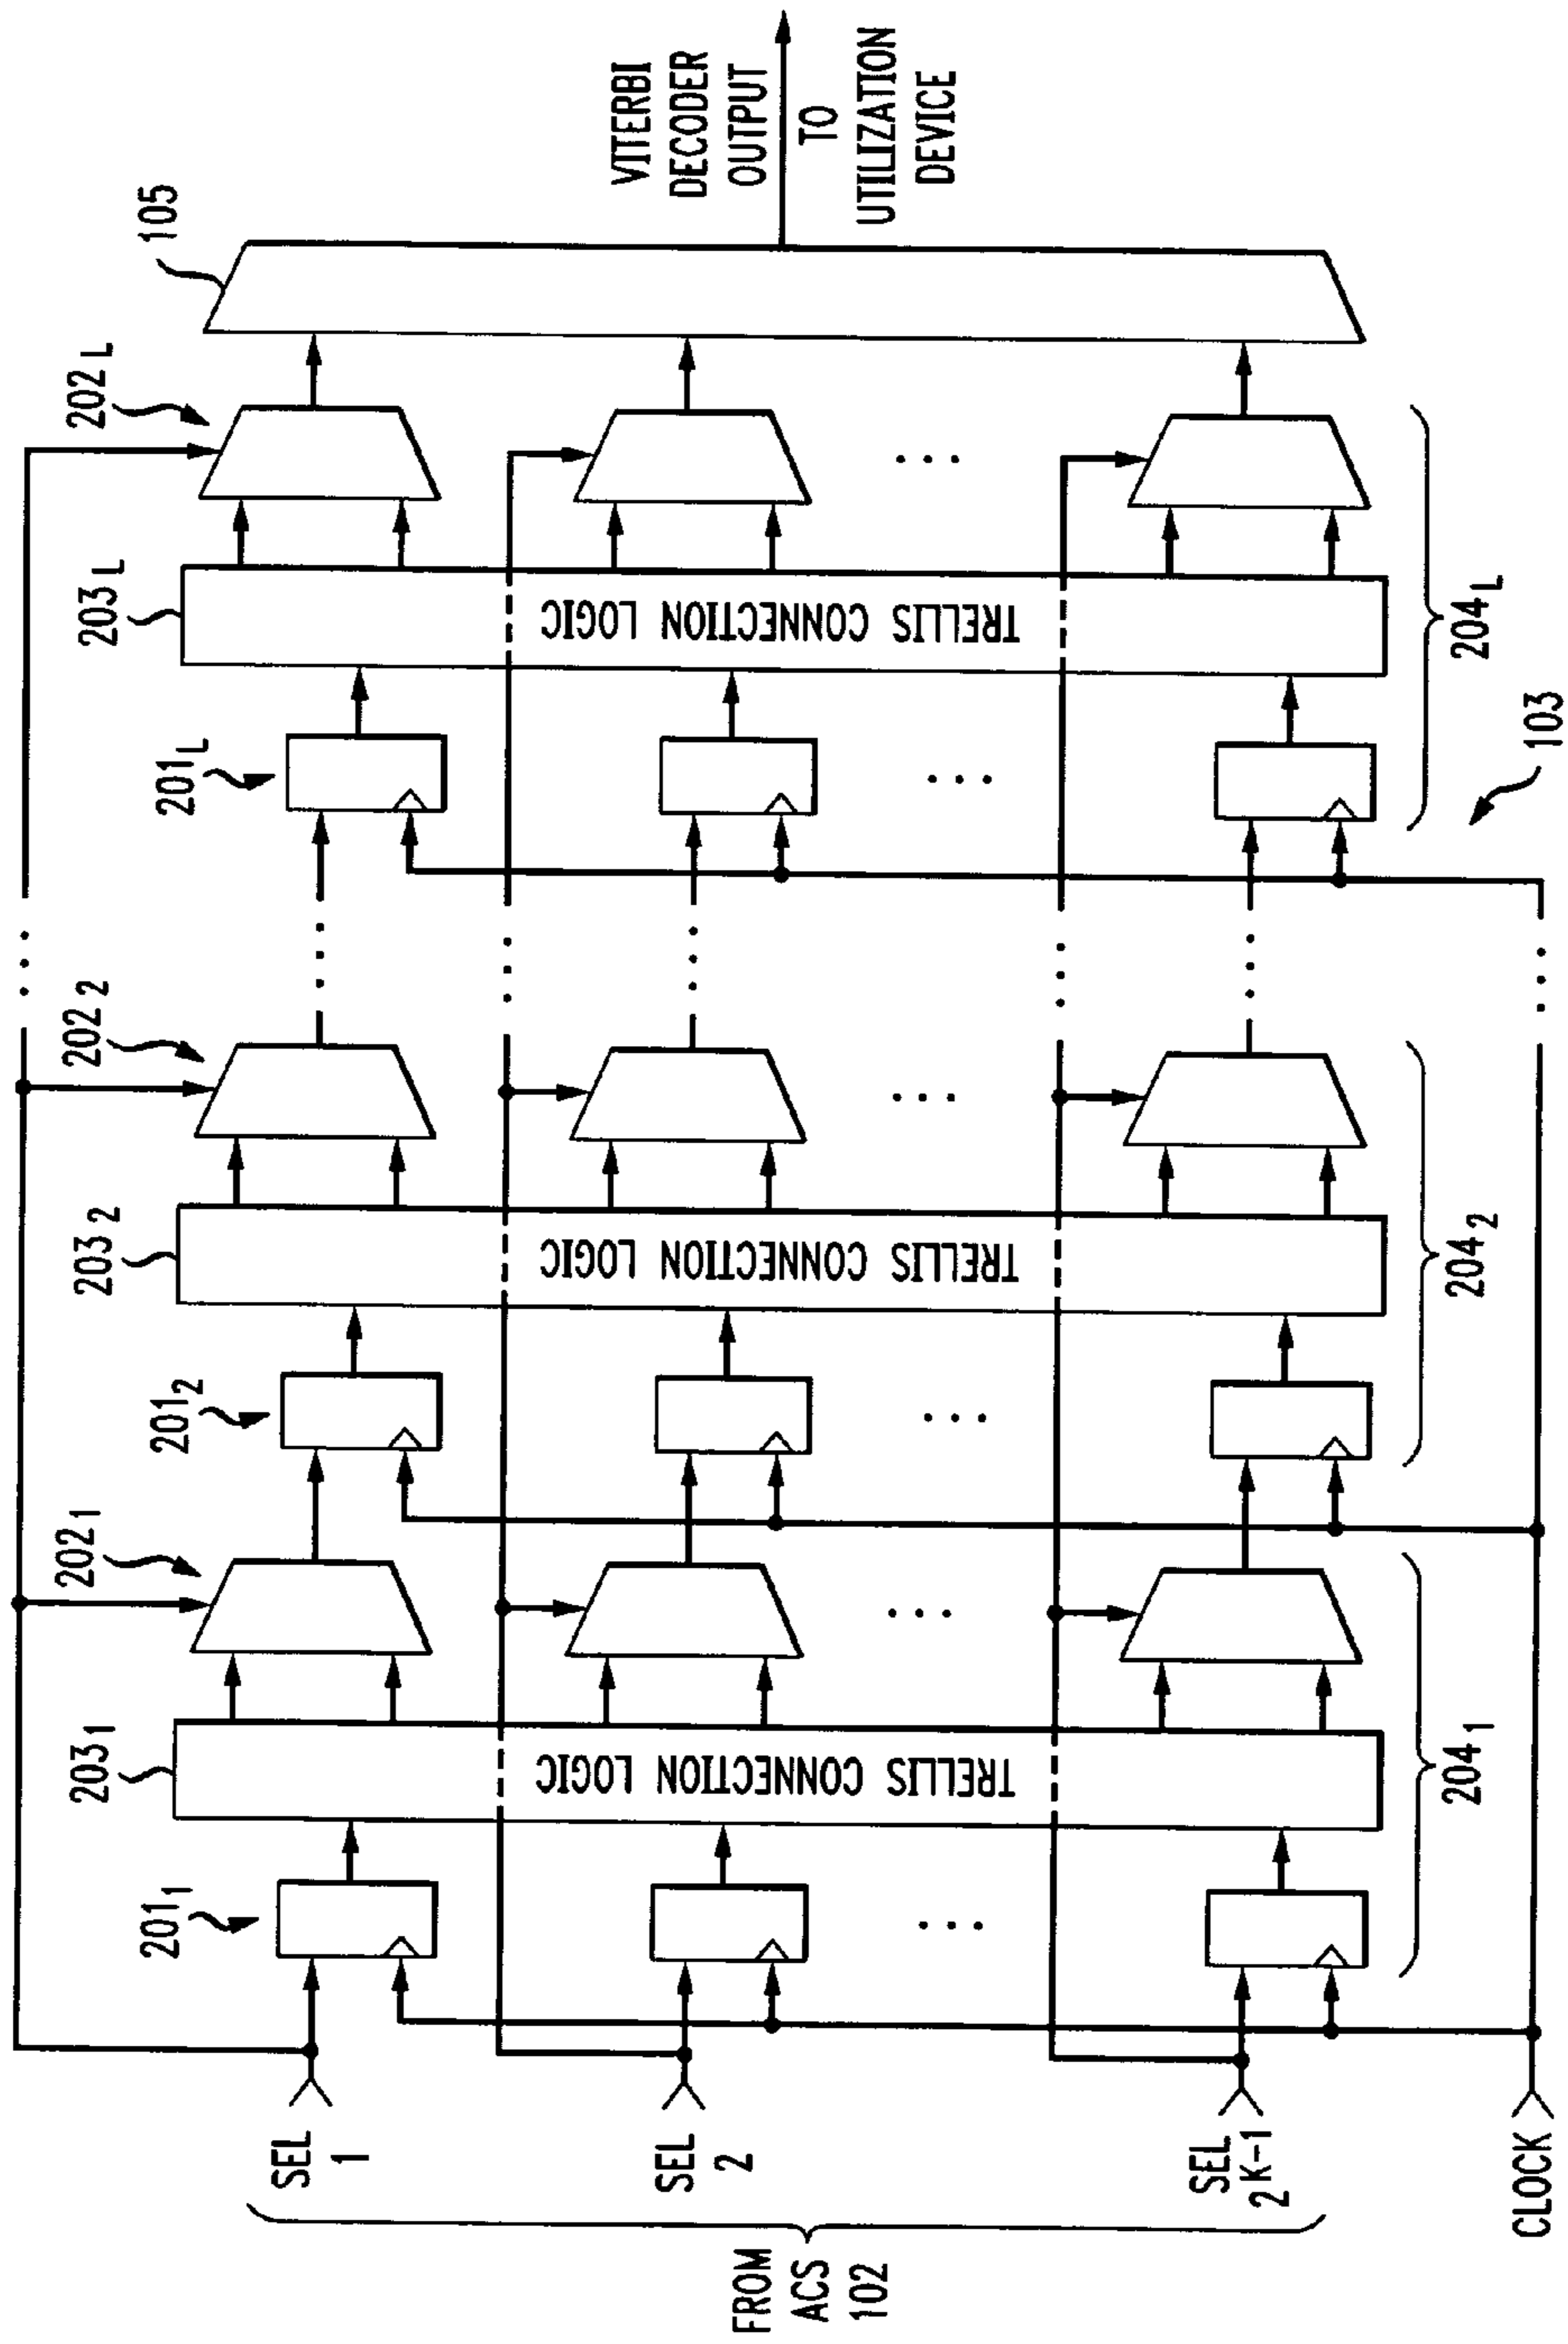 FROM
ACS
102
SEL
1
SEL
2
SEL
2ᴷ⁻¹
CLOCK
201₁
203₁
TRELLIS CONNECTION LOGIC
202₁
204₁
201₂
203₂
TRELLIS CONNECTION LOGIC
202₂
204₂
...
201L
203L
TRELLIS CONNECTION LOGIC
202L
204L
103
105
VITERBI
DECODER
OUTPUT
TO
UTILIZATION
DEVICE